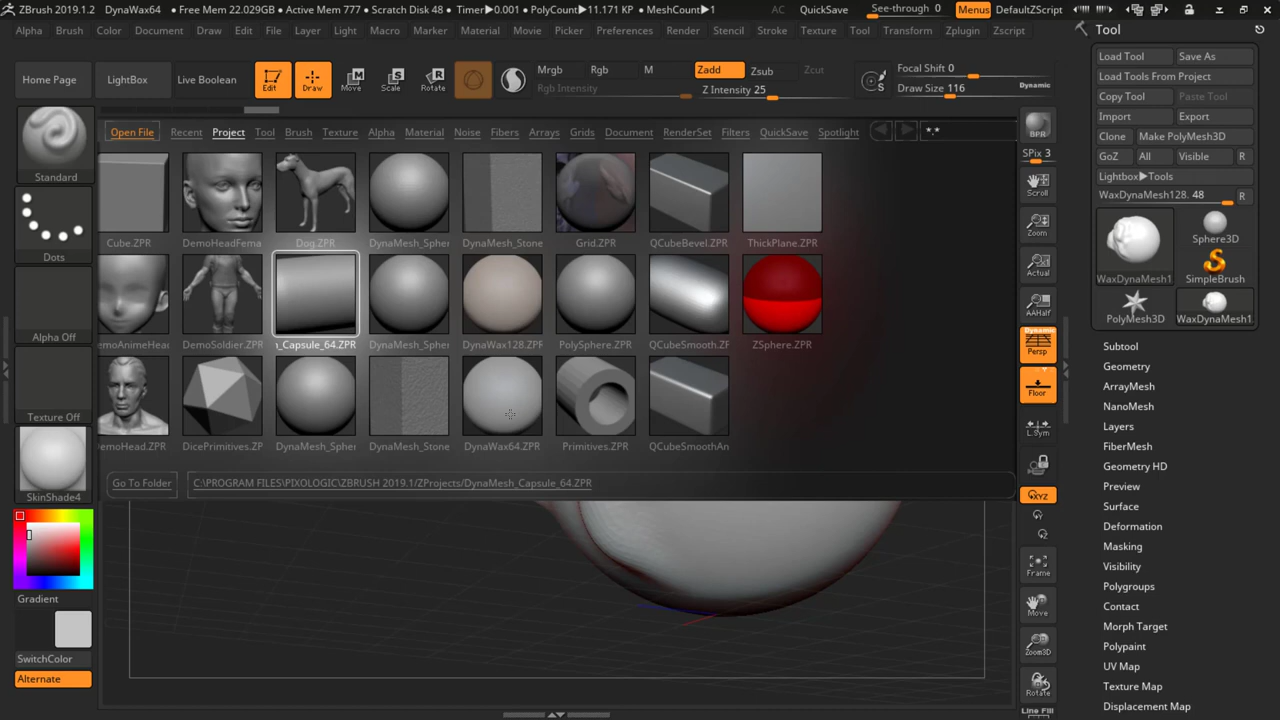 ZBrush 2019.1.2 DynaWax64 • Free Mem 22.029GB • Active Mem 777 • Scratch Disk 48 • Timer▶0.001 • PolyCount▶11.171 KP • MeshCount▶1 AC QuickSave See-through 0 Menus DefaultZScript
Alpha Brush Color Document Draw Edit File Layer Light Macro Marker Material Movie Picker Preferences Render Stencil Stroke Texture Tool Transform Zplugin Zscript
Home Page LightBox Live Boolean Edit Draw Move Scale Rotate
Mrgb Rgb M Zadd Zsub Zcut
Rgb Intensity Z Intensity 25
Focal Shift 0
Draw Size 116 Dynamic
Standard
Dots
Alpha Off
Texture Off
SkinShade4
Gradient
SwitchColor
Alternate
Open File Recent Project Tool Brush Texture Alpha Material Noise Fibers Arrays Grids Document RenderSet Filters QuickSave Spotlight *.*
Cube.ZPR DemoHeadFema Dog.ZPR DynaMesh_Spher DynaMesh_Stone Grid.ZPR QCubeBevel.ZPR ThickPlane.ZPR
emoAnimeHead DemoSoldier.ZPR n_Capsule_64.ZPR DynaMesh_Spher DynaWax128.ZPR PolySphere.ZPR QCubeSmooth.ZF ZSphere.ZPR
emoHead.ZPR DicePrimitives.ZP DynaMesh_Spher DynaMesh_Stone DynaWax64.ZPR Primitives.ZPR QCubeSmoothAn
Go To Folder C:\PROGRAM FILES\PIXOLOGIC\ZBRUSH 2019.1/ZProjects/DynaMesh_Capsule_64.ZPR
BPR
SPix 3
Scroll
Zoom
Actual
AAHalf
Dynamic
Persp
Floor
L.Sym
XYZ
Y
Z
Frame
Move
Zoom3D
Rotate
Line Fill
Tool
Load Tool Save As
Load Tools From Project
Copy Tool Paste Tool
Import Export
Clone Make PolyMesh3D
GoZ All Visible R
Lightbox▶Tools
WaxDynaMesh128. 48 R
WaxDynaMesh1 Sphere3D
SimpleBrush
PolyMesh3D WaxDynaMesh1
Subtool
Geometry
ArrayMesh
NanoMesh
Layers
FiberMesh
Geometry HD
Preview
Surface
Deformation
Masking
Visibility
Polygroups
Contact
Morph Target
Polypaint
UV Map
Texture Map
Displacement Map